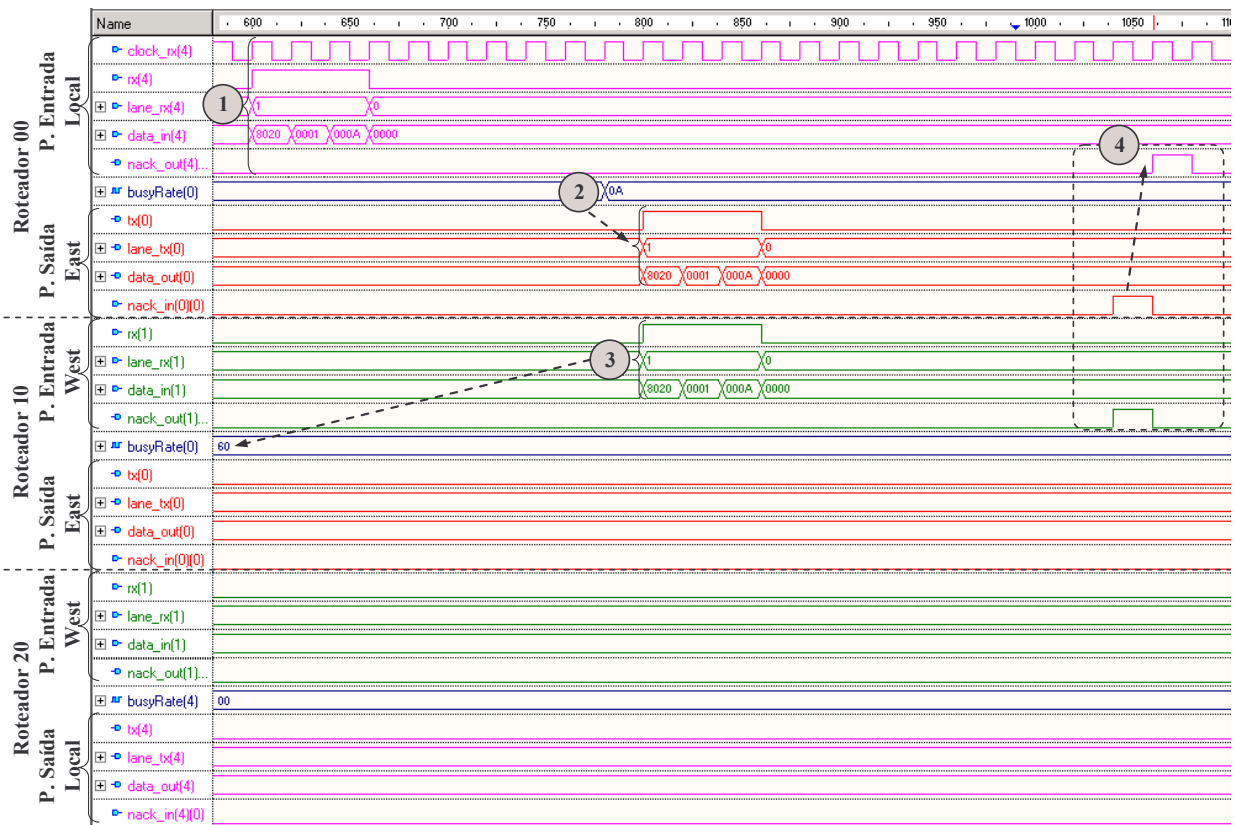 Name 600 650 700 750 800 850 900 950 1000 1050 11
Roteador 00
P. Entrada
Local
clock_rx(4)
rx(4)
lane_rx(4) 1 0
data_in(4) 8020 0001 000A 0000
nack_out(4)...
1
4
busyRate(0) 0A
2
P. Saída
East
tx(0)
lane_tx(0) 1 0
data_out(0) 8020 0001 000A 0000
nack_in(0)(0)
Roteador 10
P. Entrada
West
rx(1)
lane_rx(1) 1 0
data_in(1) 8020 0001 000A 0000
nack_out(1)...
3
busyRate(0) 60
P. Saída
East
tx(0)
lane_tx(0)
data_out(0)
nack_in(0)(0)
Roteador 20
P. Entrada
West
rx(1)
lane_rx(1)
data_in(1)
nack_out(1)...
busyRate(4) 00
P. Saída
Local
tx(4)
lane_tx(4)
data_out(4)
nack_in(4)(0)